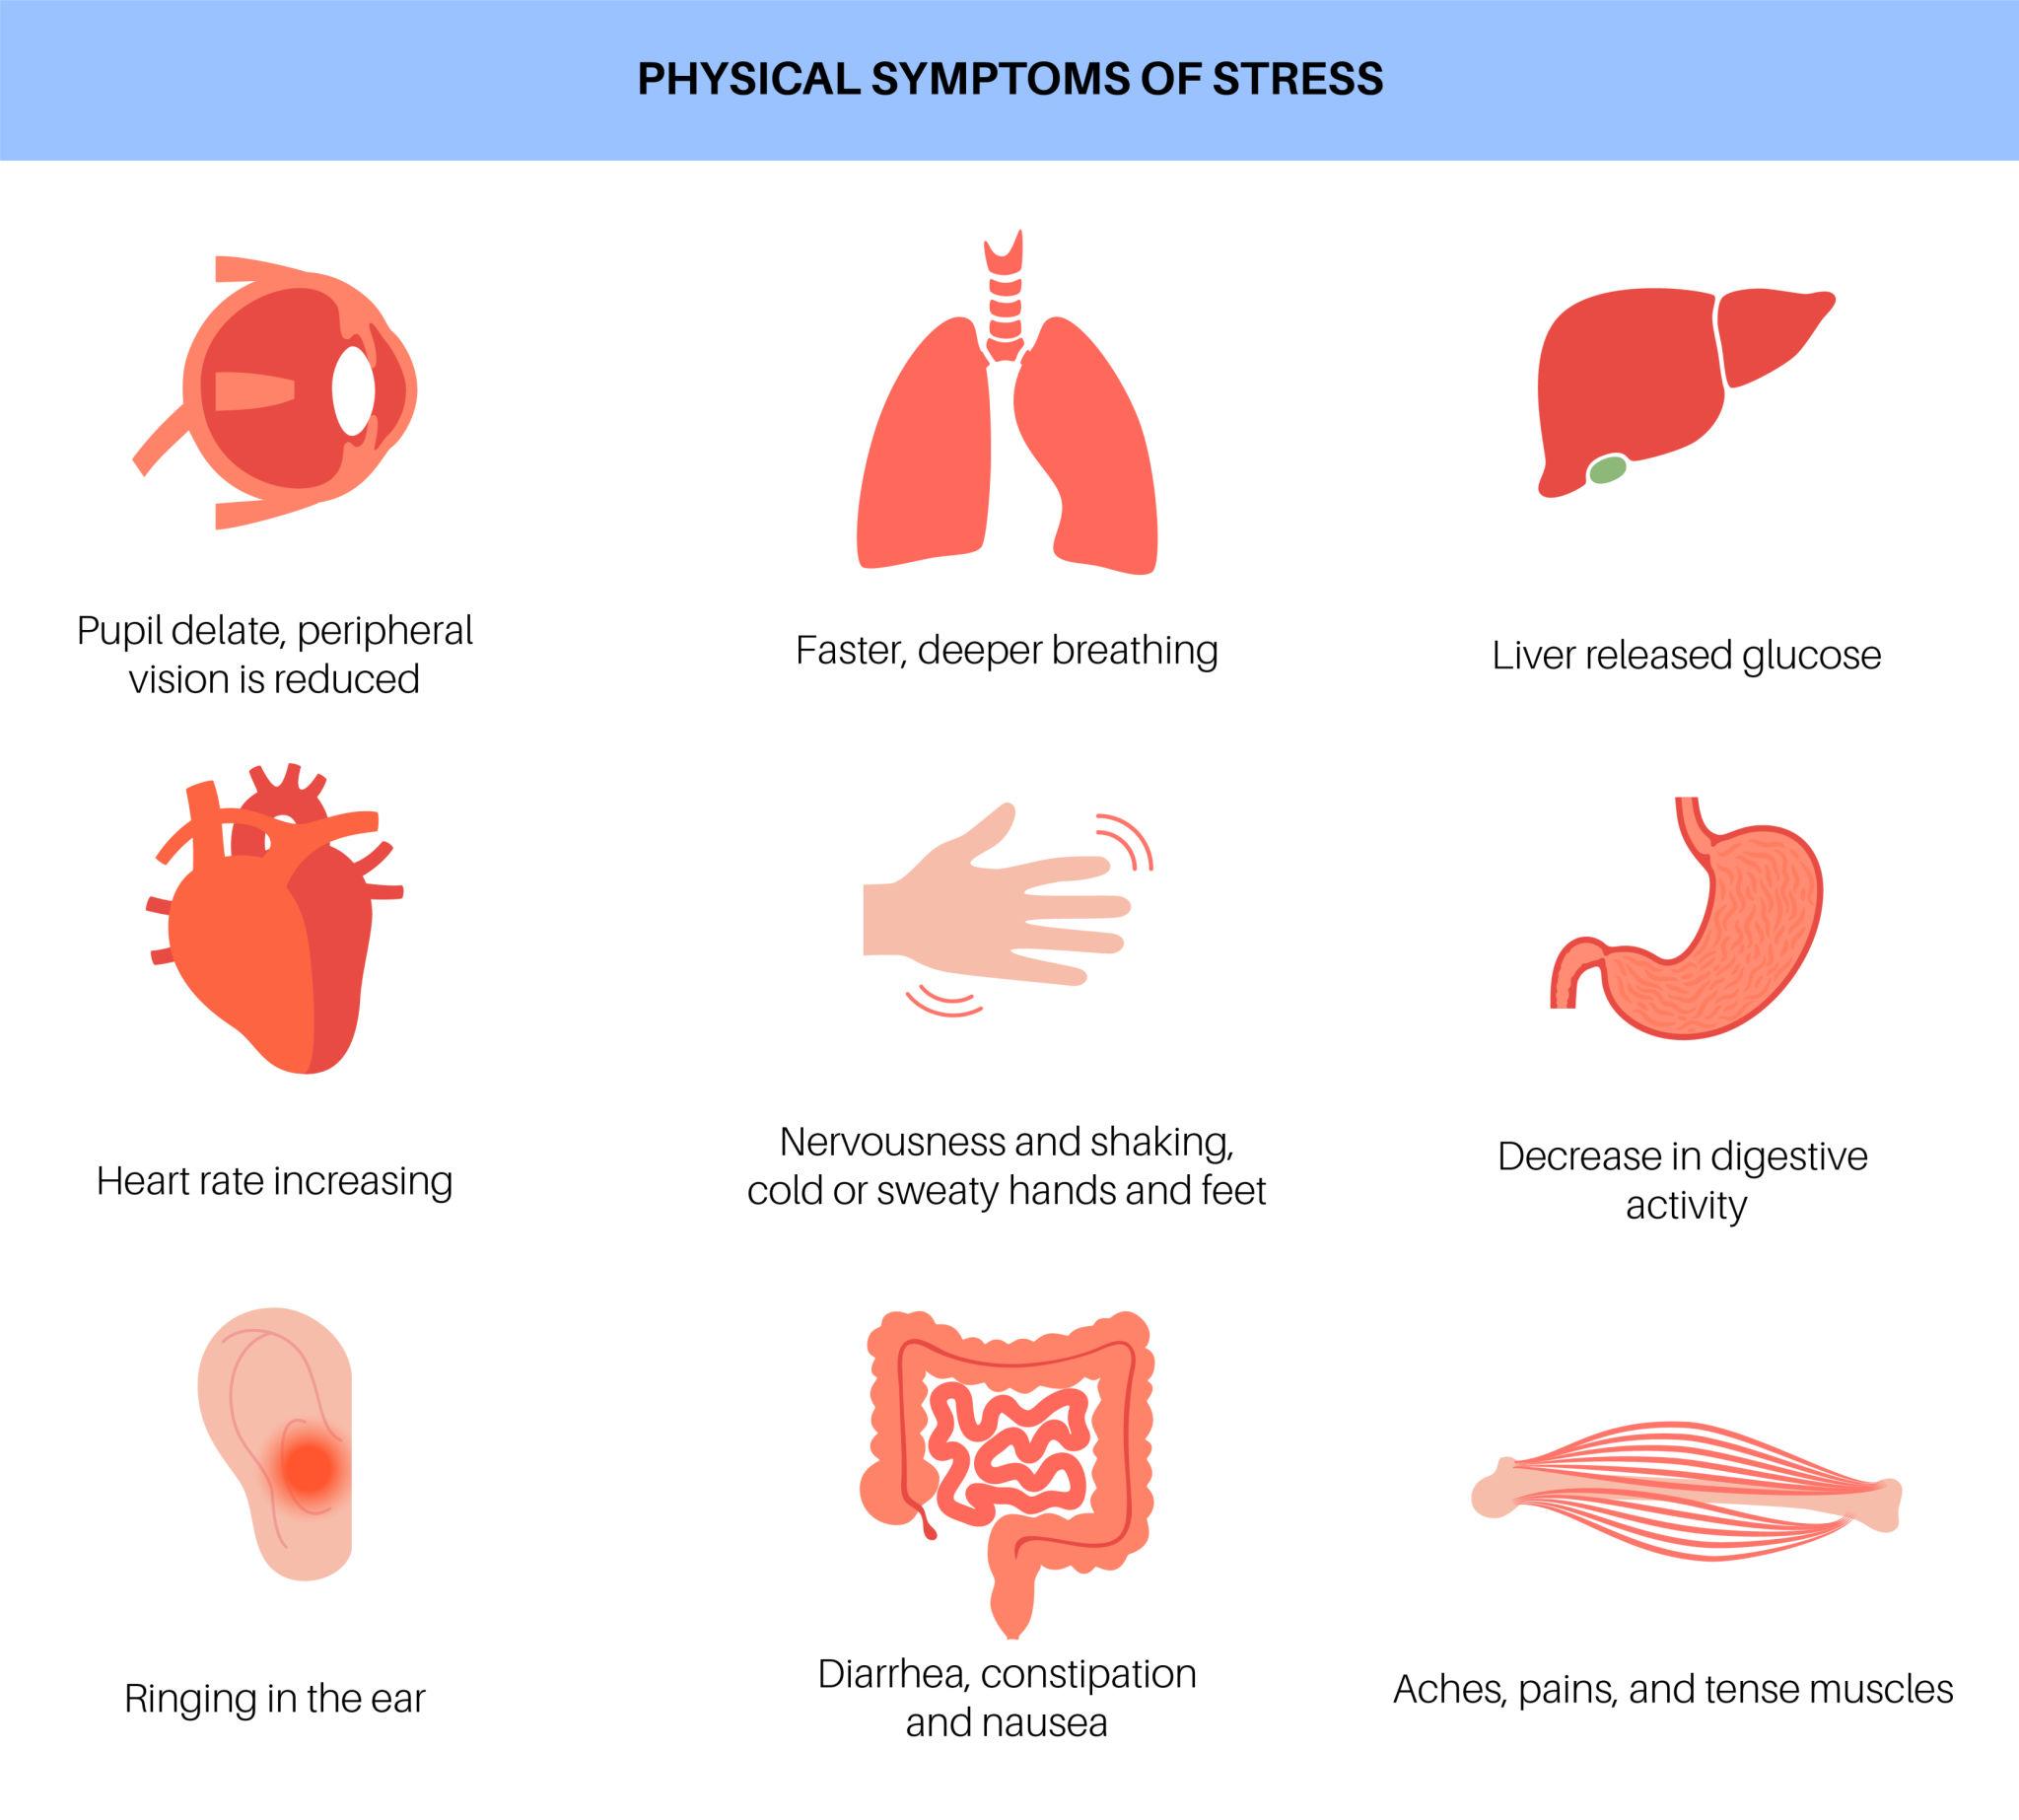 PHYSICAL SYMPTOMS OF STRESS
Pupil delate, peripheral
vision is reduced
Faster, deeper breathing
Liver released glucose
Heart rate increasing
Nervousness and shaking,
cold or sweaty hands and feet
Decrease in digestive
activity
Ringing in the ear
Diarrhea, constipation
and nausea
Aches, pains, and tense muscles